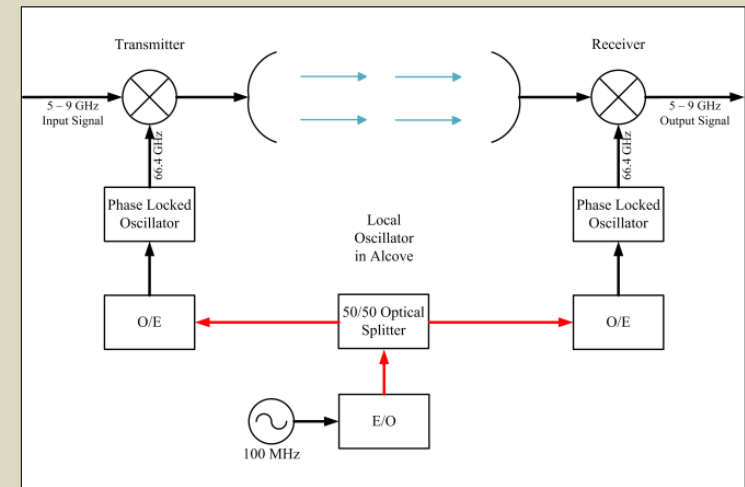 Transmitter
Receiver
5 – 9 GHz
Input Signal
5 – 9 GHz
Output Signal
66.4 GHz
66.4 GHz
Phase Locked
Oscillator
Phase Locked
Oscillator
Local
Oscillator
in Alcove
O/E
50/50 Optical
Splitter
O/E
E/O
100 MHz